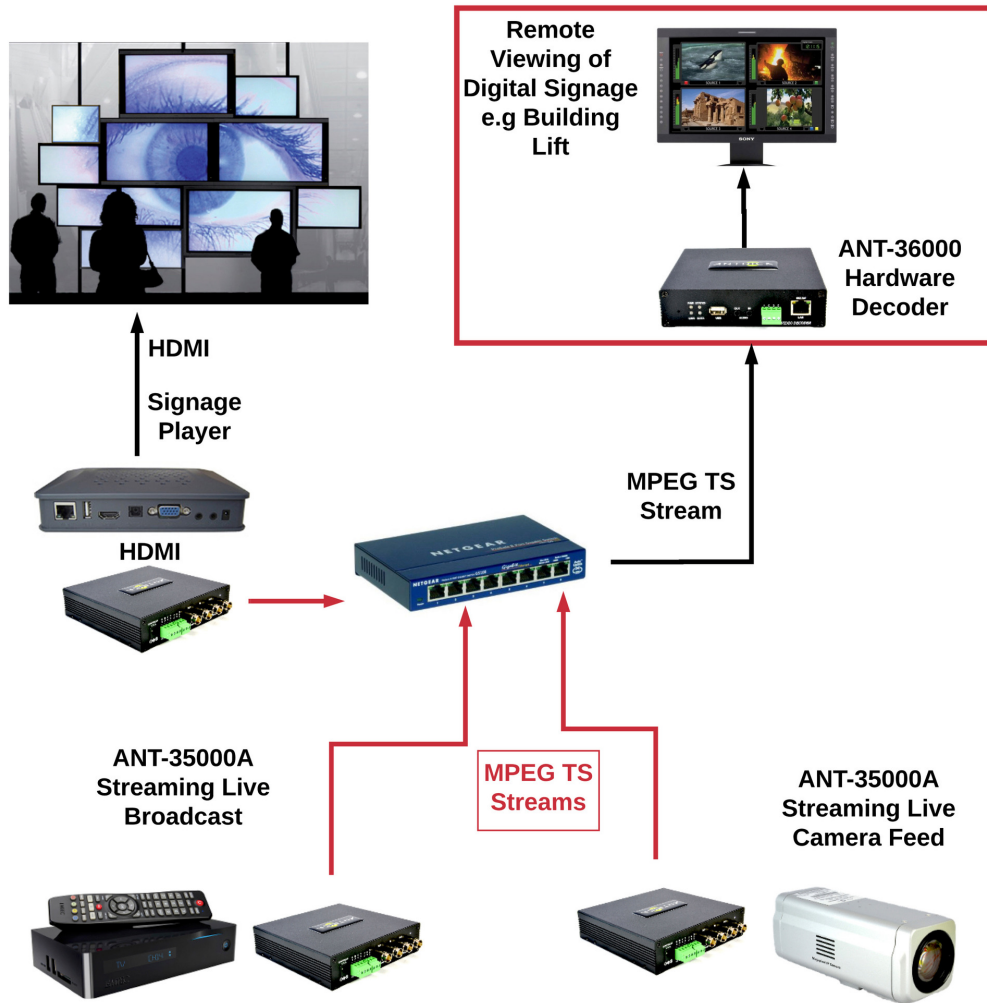 Remote
Viewing of
Digital Signage
e.g Building
Lift
SONY
ANT-36000
Hardware
Decoder
HDMI
Signage
Player
MPEG TS
Stream
HDMI
NETGEAR
NETGEAR
ANT-35000A
Streaming Live
Broadcast
MPEG TS
Streams
ANT-35000A
Streaming Live
Camera Feed